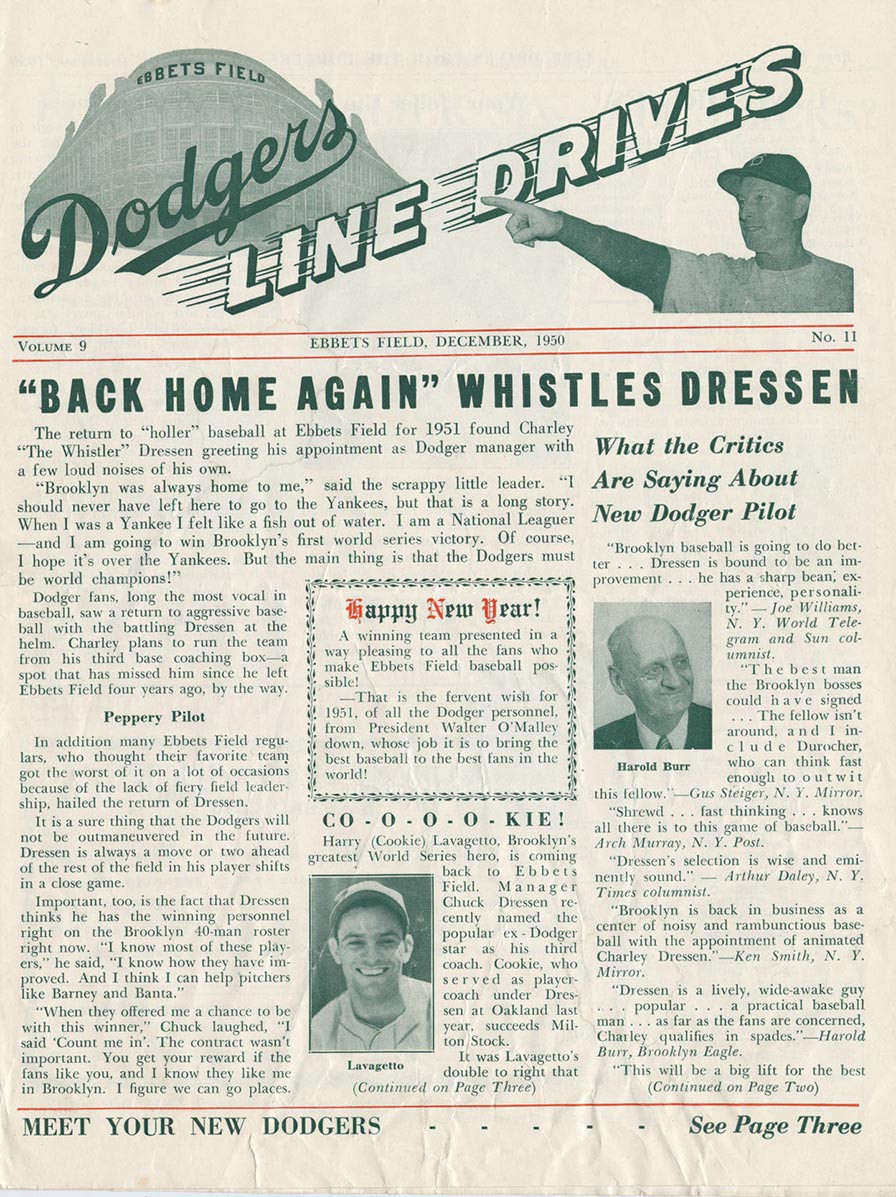 EBBETS FIELD
Dodgers
LINE DRIVES
B
VOLUME 9
EBBETS FIELD, DECEMBER, 1950
No. 11
“BACK HOME AGAIN” WHISTLES DRESSEN
The return to “holler” baseball at Ebbets Field for 1951 found Charley
“The Whistler” Dressen greeting his appointment as Dodger manager with
a few loud noises of his own.
“Brooklyn was always home to me,” said the scrappy little leader. “I
should never have left here to go to the Yankees, but that is a long story.
When I was a Yankee I felt like a fish out of water. I am a National Leaguer
—and I am going to win Brooklyn’s first world series victory. Of course,
I hope it’s over the Yankees. But the main thing is that the Dodgers must
be world champions!”
Dodger fans, long the most vocal in
baseball, saw a return to aggressive base-
ball with the battling Dressen at the
helm. Charley plans to run the team
from his third base coaching box—a
spot that has missed him since he left
Ebbets Field four years ago, by the way.
Peppery Pilot
In addition many Ebbets Field regu-
lars, who thought their favorite team
got the worst of it on a lot of occasions
because of the lack of fiery field leader-
ship, hailed the return of Dressen.
It is a sure thing that the Dodgers will
not be outmaneuvered in the future.
Dressen is always a move or two ahead
of the rest of the field in his player shifts
in a close game.
Important, too, is the fact that Dressen
thinks he has the winning personnel
right on the Brooklyn 40-man roster
right now. “I know most of these play-
ers,” he said, “I know how they have im-
proved. And I think I can help pitchers
like Barney and Banta.”
“When they offered me a chance to be
with this winner,” Chuck laughed, “I
said ‘Count me in’. The contract wasn’t
important. You get your reward if the
fans like you, and I know they like me
in Brooklyn. I figure we can go places.
Happy New Year!
A winning team presented in a
way pleasing to all the fans who
make Ebbets Field baseball pos-
sible!
—That is the fervent wish for
1951, of all the Dodger personnel,
from President Walter O’Malley
down, whose job it is to bring the
best baseball to the best fans in the
world!
CO - O - O - O - KIE!
Harry (Cookie) Lavagetto, Brooklyn’s
greatest World Series hero, is coming
back to Ebbets
Field. Manager
Chuck Dressen re-
cently named the
popular ex - Dodger
star as his third
coach. Cookie, who
served as player-
coach under Dres-
sen at Oakland last
year, succeeds Mil-
ton Stock.
It was Lavagetto’s
double to right that
Lavagetto
(Continued on Page Three)
What the Critics
Are Saying About
New Dodger Pilot
“Brooklyn baseball is going to do bet-
ter . . . Dressen is bound to be an im-
provement . . . he has a sharp bean, ex-
perience, personali-
ty.” — Joe Williams,
N. Y. World Tele-
gram and Sun col-
umnist.
“The best man
the Brooklyn bosses
could have signed
. . . The fellow isn’t
around, and I in-
clude Durocher,
who can think fast
enough to outwit
this fellow.”—Gus Steiger, N. Y. Mirror.
Harold Burr
“Shrewd . . . fast thinking . . . knows
all there is to this game of baseball.”—
Arch Murray, N. Y. Post.
“Dressen’s selection is wise and emi-
nently sound.” — Arthur Daley, N. Y.
Times columnist.
“Brooklyn is back in business as a
center of noisy and rambunctious base-
ball with the appointment of animated
Charley Dressen.”—Ken Smith, N. Y.
Mirror.
“Dressen is a lively, wide-awake guy
. . . popular . . . a practical baseball
man . . . as far as the fans are concerned,
Charley qualifies in spades.”—Harold
Burr, Brooklyn Eagle.
“This will be a big lift for the best
(Continued on Page Two)
MEET YOUR NEW DODGERS - - - - - See Page Three